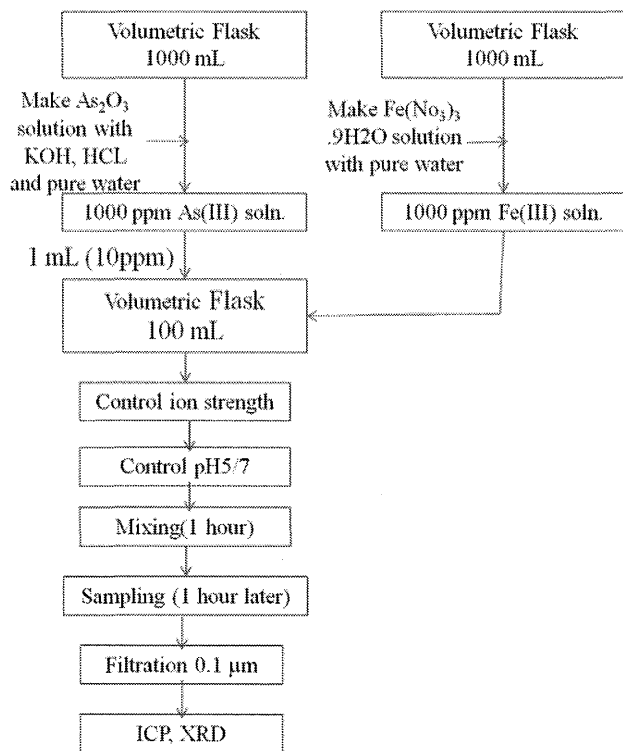 Volumetric Flask
1000 mL
Volumetric Flask
1000 mL
Make As₂O₃
solution with
KOH, HCL
and pure water
Make Fe(No₃)₃
.9H2O solution
with pure water
1000 ppm As(III) soln.
1000 ppm Fe(III) soln.
1 mL (10ppm)
Volumetric Flask
100 mL
Control ion strength
Control pH5/7
Mixing(1 hour)
Sampling (1 hour later)
Filtration 0.1 µm
ICP, XRD